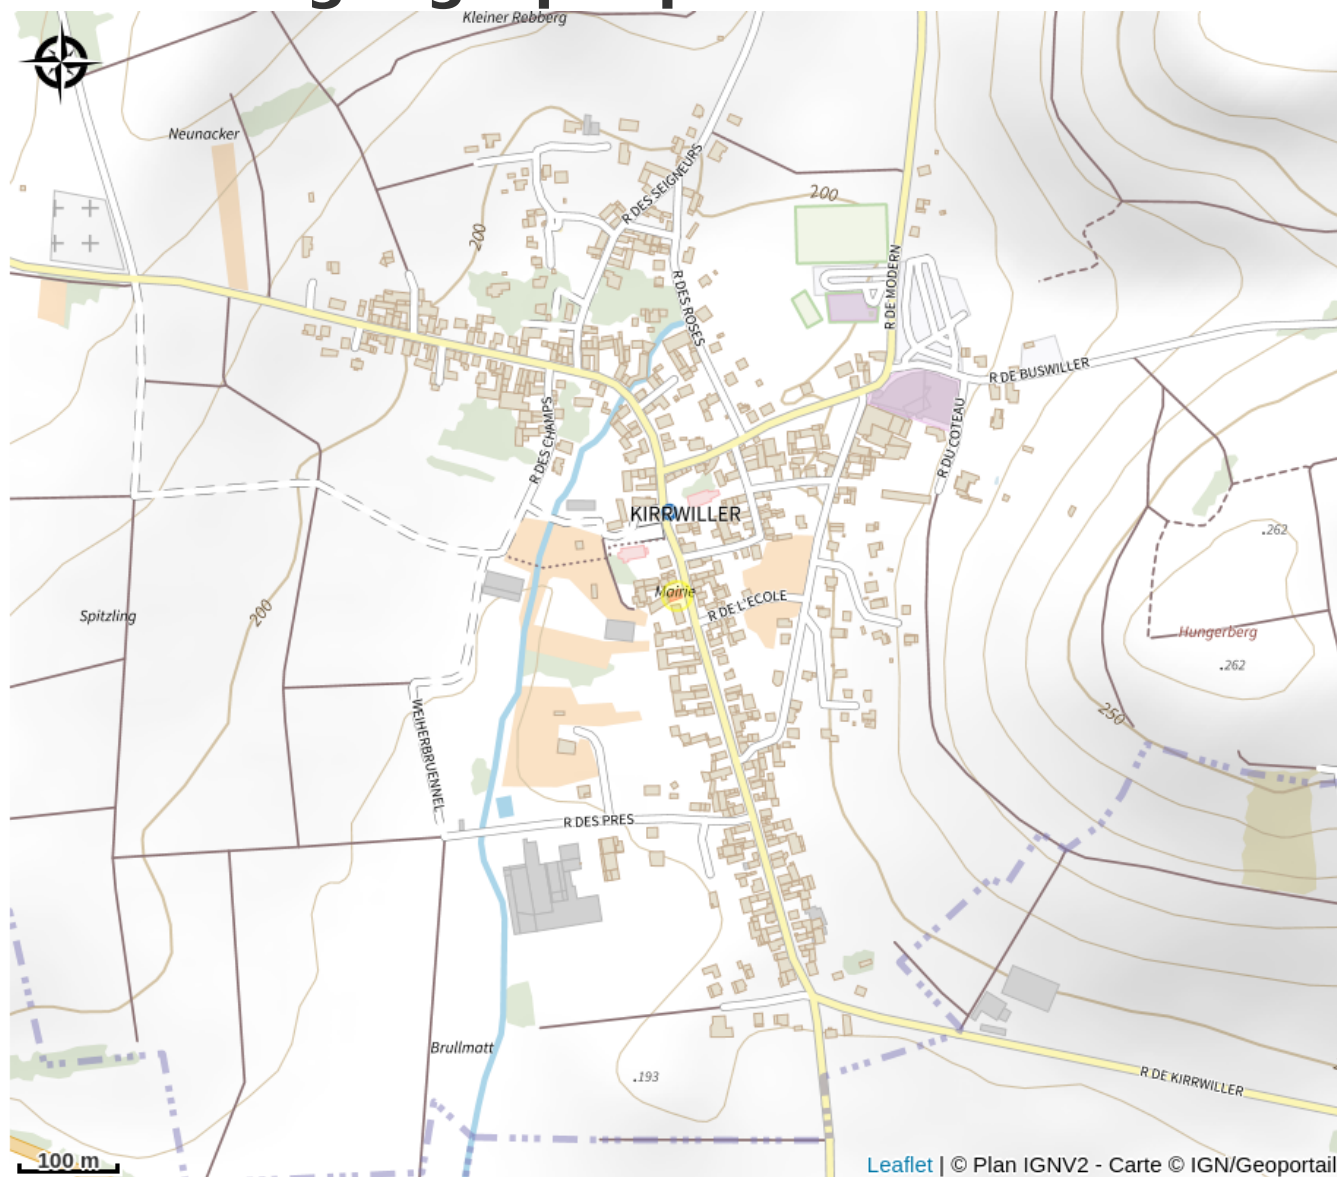 Kleiner Rebberg
Neunacker
R DES SEIGNEURS
200
200
R DES ROSES
R DE MODERN
R DE BUSWILLER
R DES CHAMPS
R DU COTEAU
KIRRWILLER
.262
Mairie
R DE L'ECOLE
Spitzling
200
Hungerberg
.262
WEIHERBRUENNEL
250
R DES PRES
Brullmatt
.193
R DE KIRRWILLER
100 m
Leaflet | © Plan IGNV2 - Carte © IGN/Geoportail